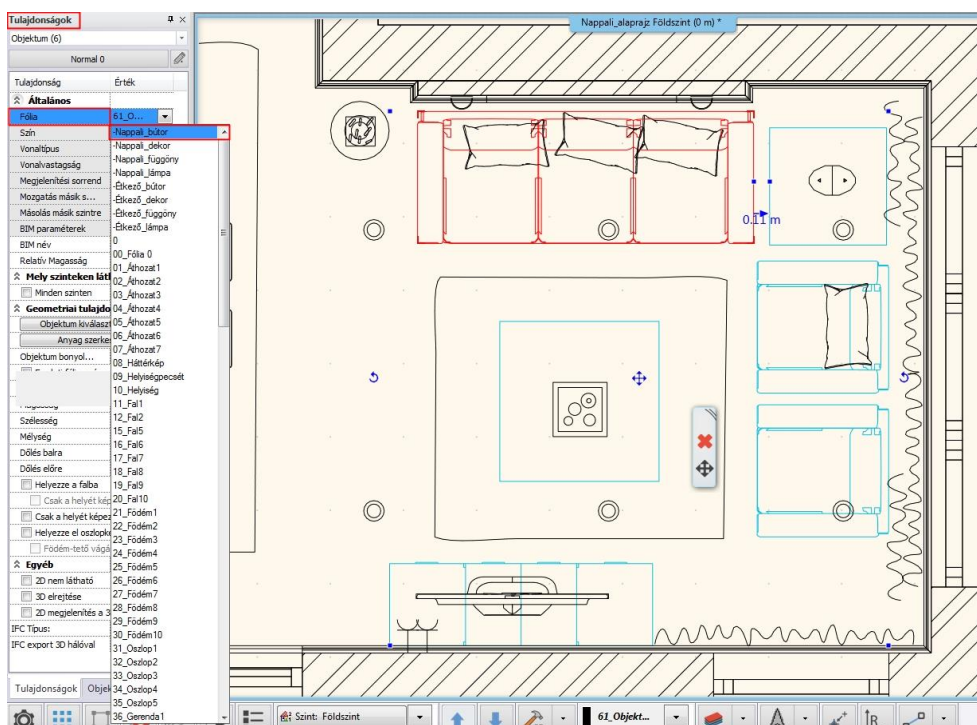 Tulajdonságok
Nappali_alaprajz Földszint (0 m) *
Objektum (6)
Normal 0
Tulajdonság Érték
Általános
Fólia 61_O...
Szín
Vonaltípus
Vonalvastagság
Megjelenítési sorrend
Mozgatás másik s...
Másolás másik szintre
BIM paraméterek
BIM név
Relatív Magasság
Mely szinteken lát
Minden szinten
Geometriai tulajdo
Objektum kiválasz
Anyag szerke
Objektum bonyol...
Szélesség
Mélység
Dőlés balra
Dőlés előre
Helyezze a falba
Csak a helyét kép
Csak a helyét képez
Helyezze el oszlopké
Födém-tető vágá
Egyéb
2D nem látható
3D elrejtése
2D megjelenítés a 3
IFC Típus:
IFC export 3D hálóval
-Nappali_bútor
-Nappali_dekor
-Nappali_függöny
-Nappali_lámpa
-Étkező_bútor
-Étkező_dekor
-Étkező_függöny
-Étkező_lámpa
0
00_Fólia 0
01_Áthozat1
02_Áthozat2
03_Áthozat3
04_Áthozat4
05_Áthozat5
06_Áthozat6
07_Áthozat7
08_Háttérkép
09_Helyiségpecsét
10_Helyiség
11_Fal1
12_Fal2
15_Fal5
16_Fal6
17_Fal7
18_Fal8
19_Fal9
20_Fal10
21_Födém1
22_Födém2
23_Födém3
24_Födém4
25_Födém5
26_Födém6
27_Födém7
28_Födém8
29_Födém9
30_Födém10
31_Oszlop1
32_Oszlop2
33_Oszlop3
34_Oszlop4
35_Oszlop5
36_Gerenda1
0.11 m
Tulajdonságok Objek
Szint: Földszint
61_Objekt...